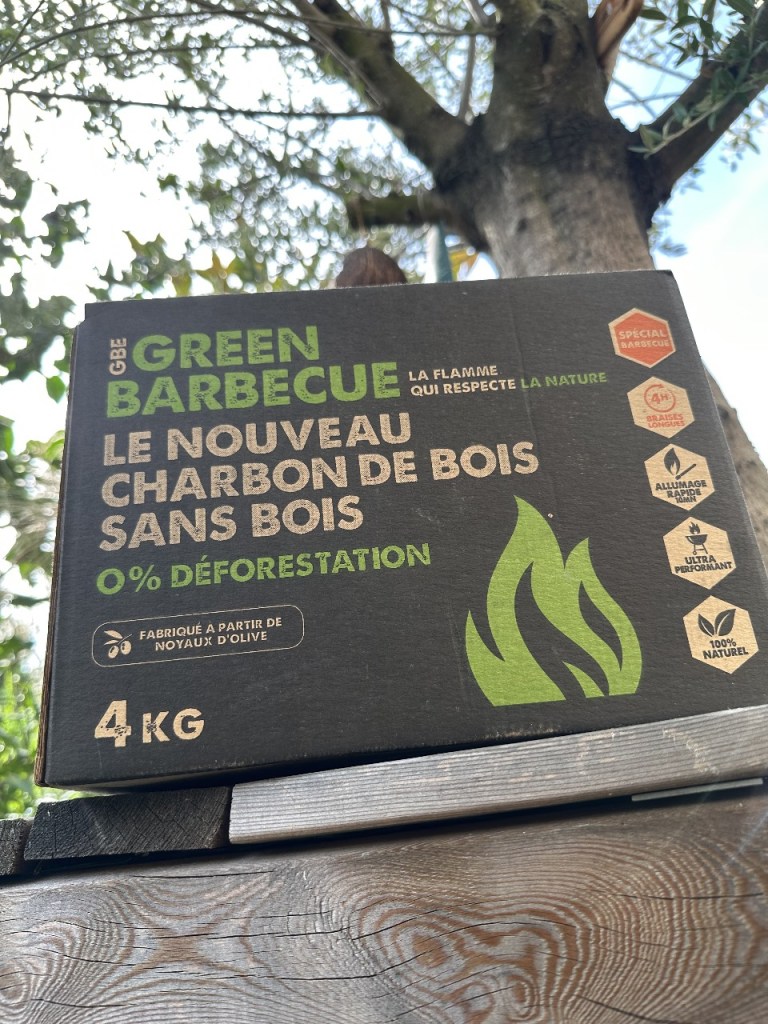 GBE GREEN
BARBECUE
LA FLAMME
QUI RESPECTE LA NATURE
LE NOUVEAU
CHARBON DE BOIS
SANS BOIS
0% DÉFORESTATION
FABRIQUÉ A PARTIR DE
NOYAUX D'OLIVE
4 KG
SPÉCIAL
BARBECUE
4H
BRAISES
LONGUES
ALLUMAGE
RAPIDE
10MN
ULTRA
PERFORMANT
100%
NATUREL